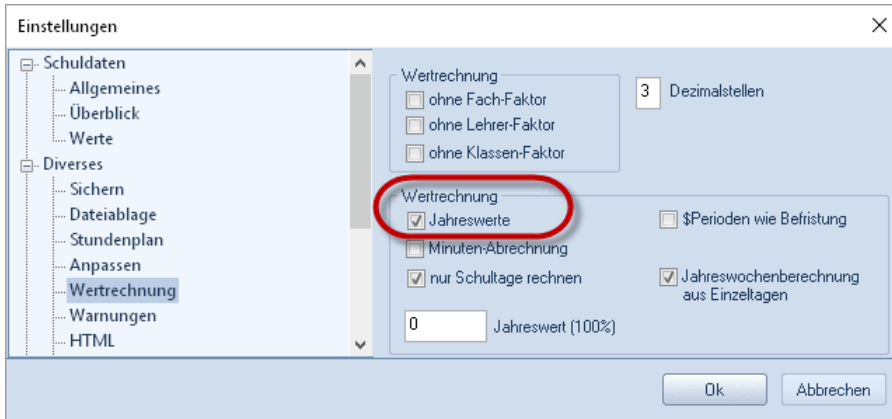 Einstellungen
Schuldaten
Allgemeines
Überblick
Werte
Diverses
Sichern
Dateiablage
Stundenplan
Anpassen
Wertrechnung
Warnungen
HTML
Wertrechnung
ohne Fach-Faktor
ohne Lehrer-Faktor
ohne Klassen-Faktor
3 Dezimalstellen
Wertrechnung
Jahreswerte
$Perioden wie Befristung
Minuten-Abrechnung
nur Schultage rechnen
Jahreswochenberechnung
aus Einzeltagen
0 Jahreswert (100%)
Ok Abbrechen